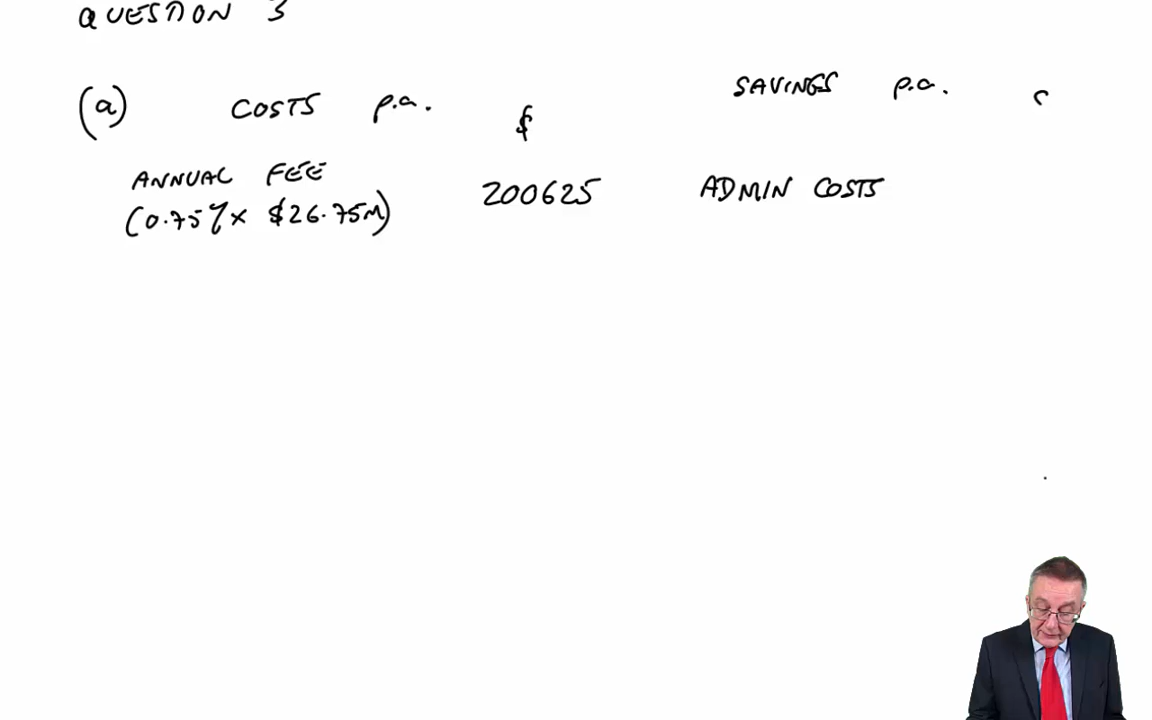 QUESTION 3
(a) COSTS p.a. $
SAVINGS p.a.
ANNUAL FEE
(0.75% x $26.75M) 200625
ADMIN COSTS